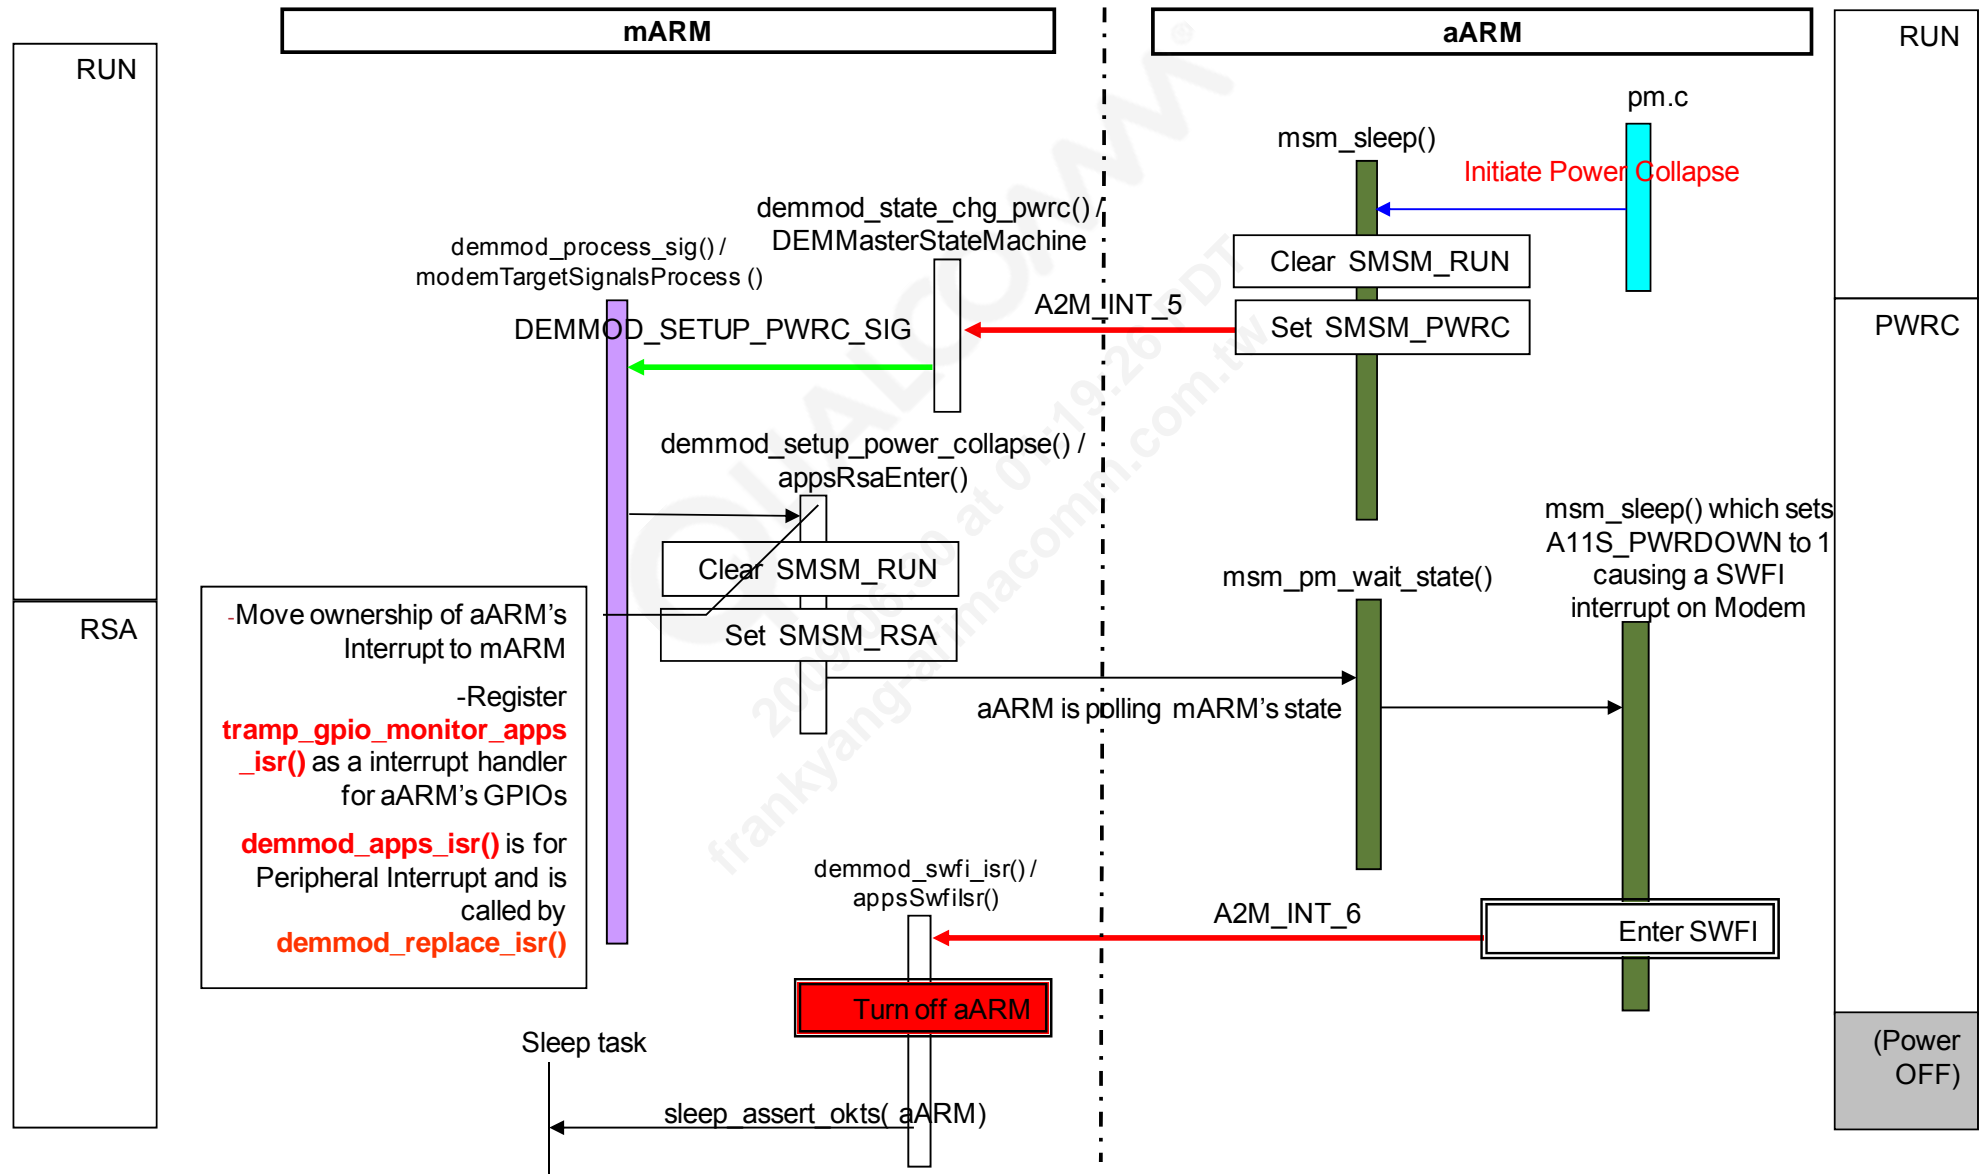 mARM
aARM
RUN
RUN
pm.c
msm_sleep()
Initiate Power Collapse
demmod_state_chg_pwrc() /
DEMMasterStateMachine
demmod_process_sig() /
modemTargetSignalsProcess ()
Clear SMSM_RUN
A2M_INT_5
Set SMSM_PWRC
PWRC
DEMMOD_SETUP_PWRC_SIG
demmod_setup_power_collapse() /
appsRsaEnter()
msm_sleep() which sets
A11S_PWRDOWN to 1
causing a SWFI
interrupt on Modem
Clear SMSM_RUN
msm_pm_wait_state()
RSA
-Move ownership of aARM's
Interrupt to mARM
-Register
tramp_gpio_monitor_apps
_isr() as a interrupt handler
for aARM's GPIOs
demmod_apps_isr() is for
Peripheral Interrupt and is
called by
demmod_replace_isr()
Set SMSM_RSA
aARM is polling mARM's state
demmod_swfi_isr() /
appsSwfiIsr()
A2M_INT_6
Enter SWFI
Turn off aARM
(Power
OFF)
Sleep task
sleep_assert_okts( aARM)
QUALCOMM